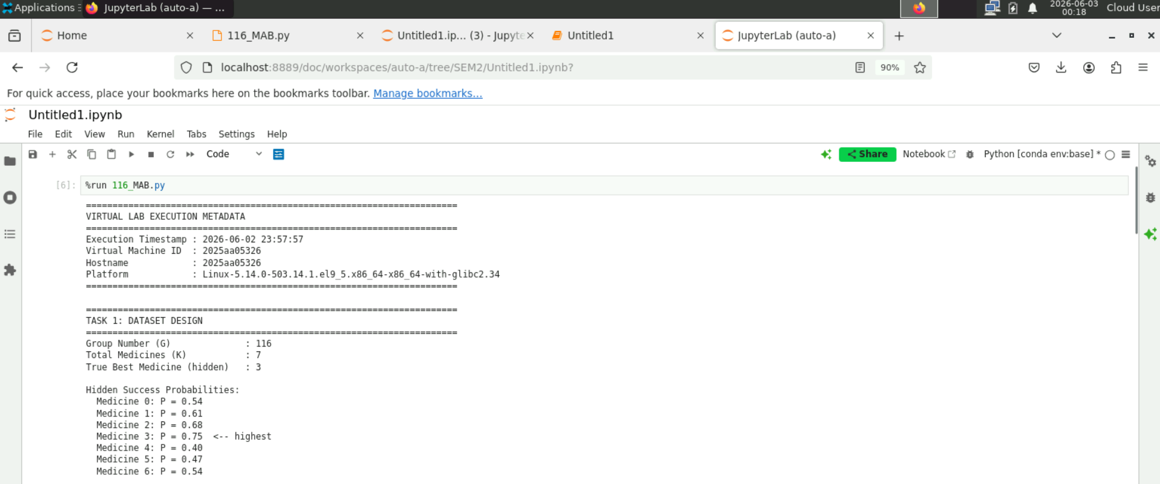 Applications JupyterLab (auto-a) — ... 2026-06-03 00:18 Cloud User
Home 116_MAB.py Untitled1.ip... (3) - Jupyte Untitled1 JupyterLab (auto-a)
localhost:8889/doc/workspaces/auto-a/tree/SEM2/Untitled1.ipynb? 90%
For quick access, place your bookmarks here on the bookmarks toolbar. Manage bookmarks...
Untitled1.ipynb
File Edit View Run Kernel Tabs Settings Help
Code Share Notebook Python [conda env:base] *
[6]: %run 116_MAB.py
======================================================================
VIRTUAL LAB EXECUTION METADATA
======================================================================
Execution Timestamp : 2026-06-02 23:57:57
Virtual Machine ID : 2025aa05326
Hostname : 2025aa05326
Platform : Linux-5.14.0-503.14.1.el9_5.x86_64-x86_64-with-glibc2.34
======================================================================
======================================================================
TASK 1: DATASET DESIGN
======================================================================
Group Number (G) : 116
Total Medicines (K) : 7
True Best Medicine (hidden) : 3
Hidden Success Probabilities:
Medicine 0: P = 0.54
Medicine 1: P = 0.61
Medicine 2: P = 0.68
Medicine 3: P = 0.75 <-- highest
Medicine 4: P = 0.40
Medicine 5: P = 0.47
Medicine 6: P = 0.54